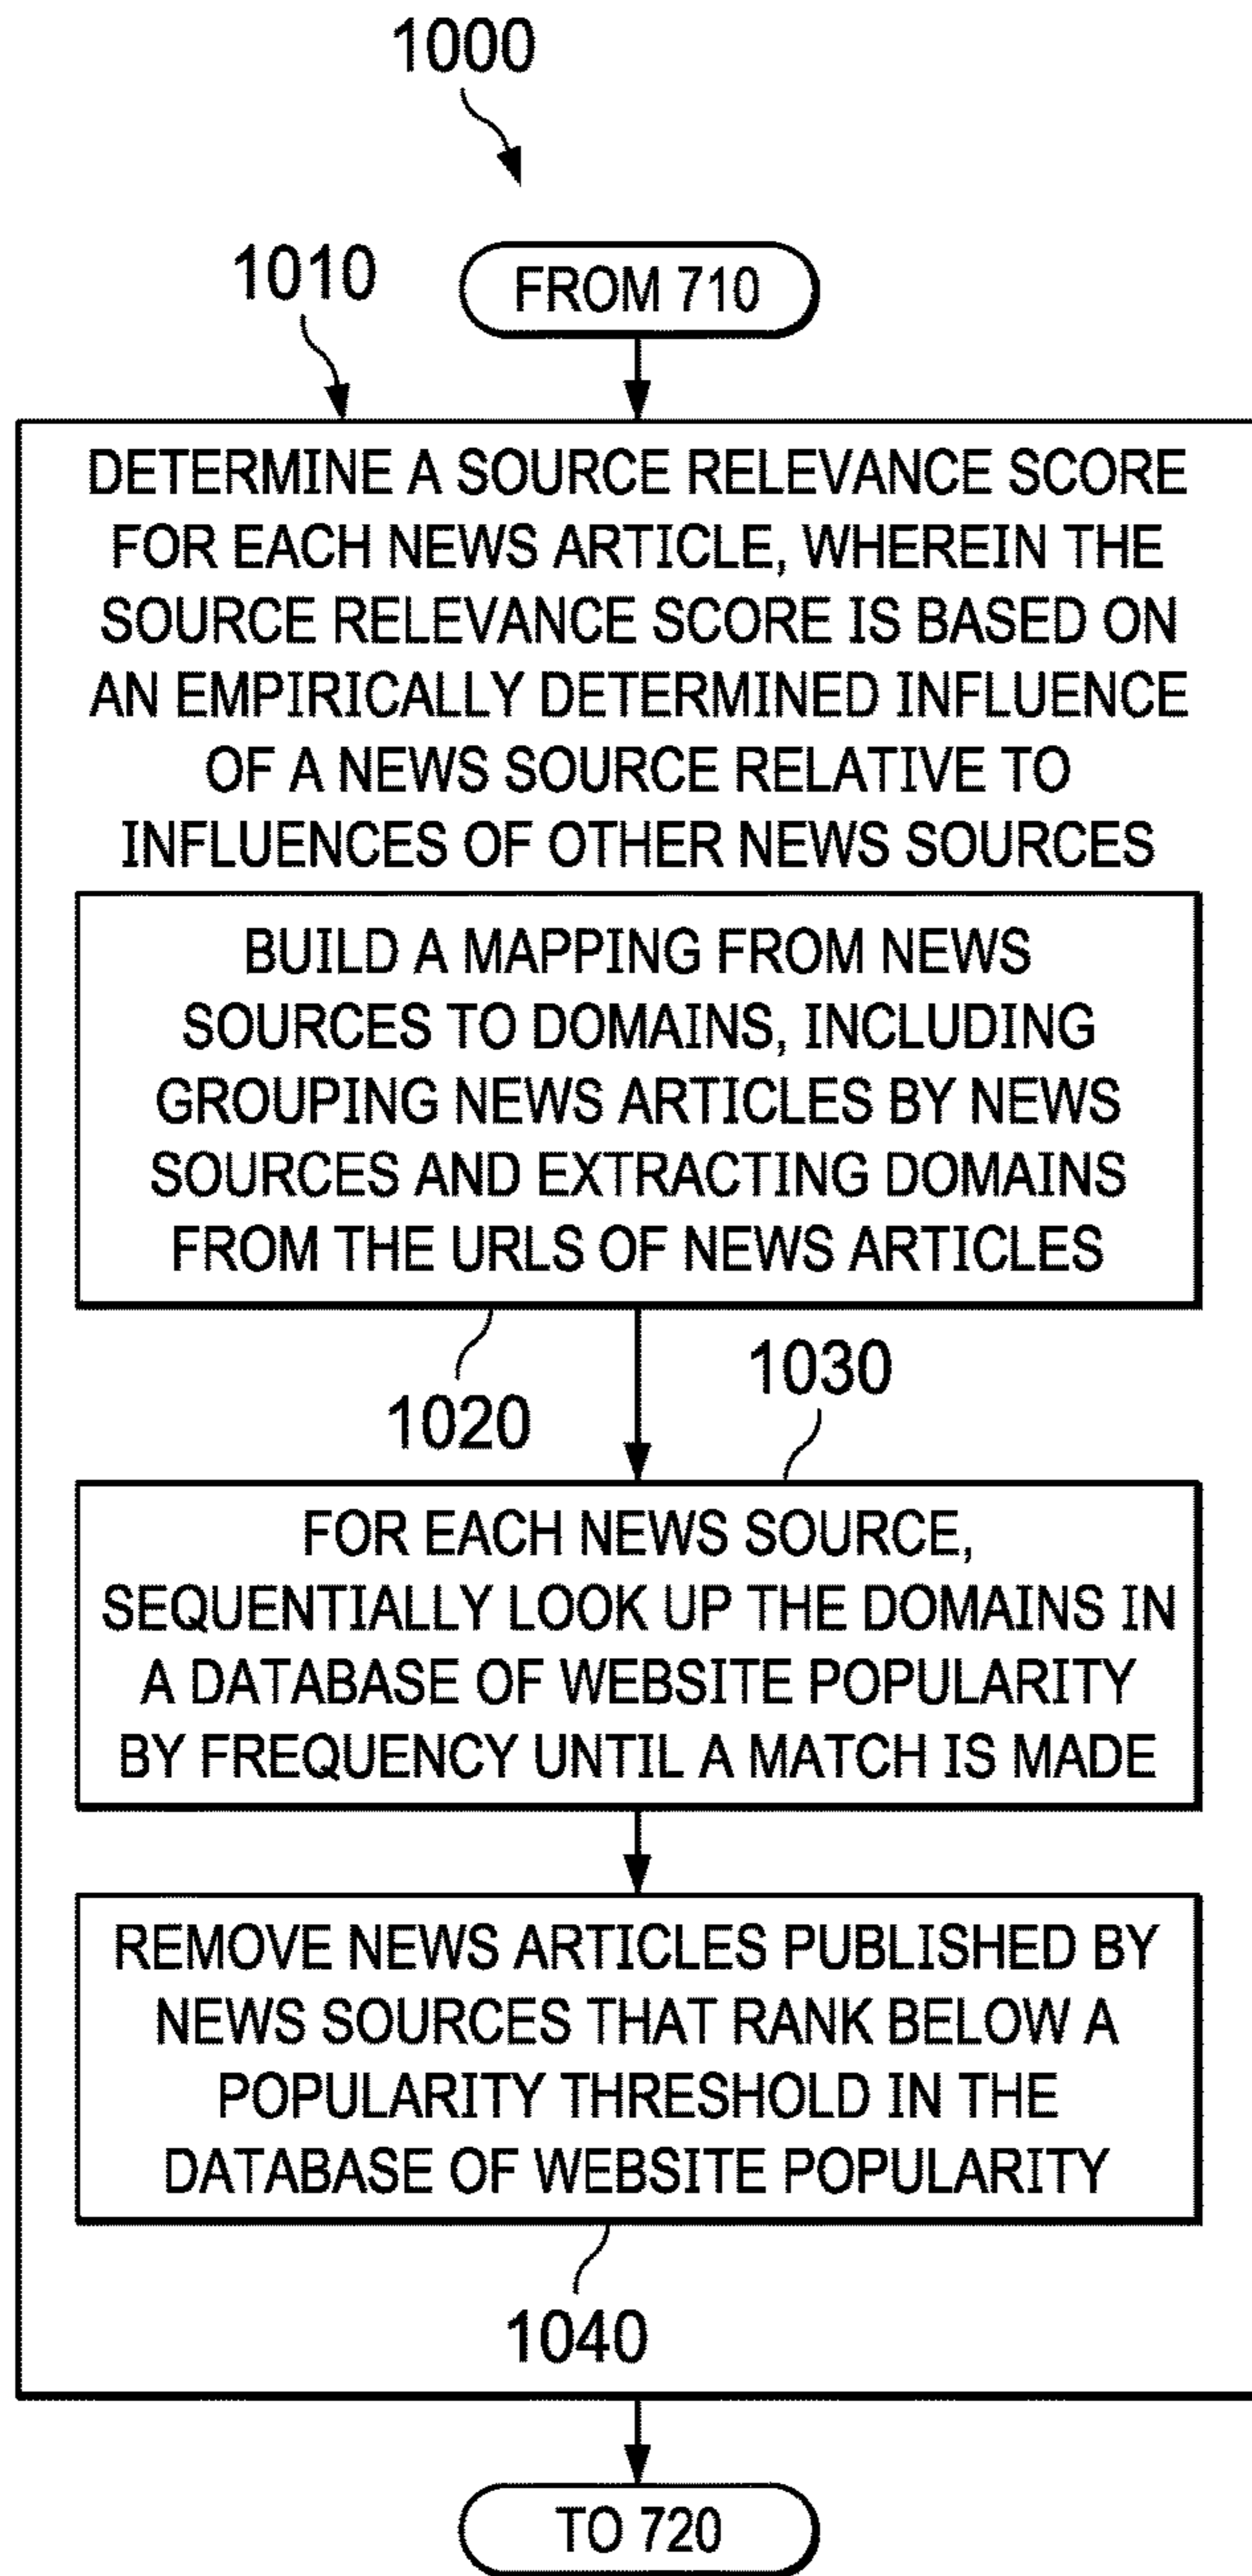 1000
1010
FROM 710
DETERMINE A SOURCE RELEVANCE SCORE
FOR EACH NEWS ARTICLE, WHEREIN THE
SOURCE RELEVANCE SCORE IS BASED ON
AN EMPIRICALLY DETERMINED INFLUENCE
OF A NEWS SOURCE RELATIVE TO
INFLUENCES OF OTHER NEWS SOURCES
BUILD A MAPPING FROM NEWS
SOURCES TO DOMAINS, INCLUDING
GROUPING NEWS ARTICLES BY NEWS
SOURCES AND EXTRACTING DOMAINS
FROM THE URLS OF NEWS ARTICLES
1020
1030
FOR EACH NEWS SOURCE,
SEQUENTIALLY LOOK UP THE DOMAINS IN
A DATABASE OF WEBSITE POPULARITY
BY FREQUENCY UNTIL A MATCH IS MADE
REMOVE NEWS ARTICLES PUBLISHED BY
NEWS SOURCES THAT RANK BELOW A
POPULARITY THRESHOLD IN THE
DATABASE OF WEBSITE POPULARITY
1040
TO 720